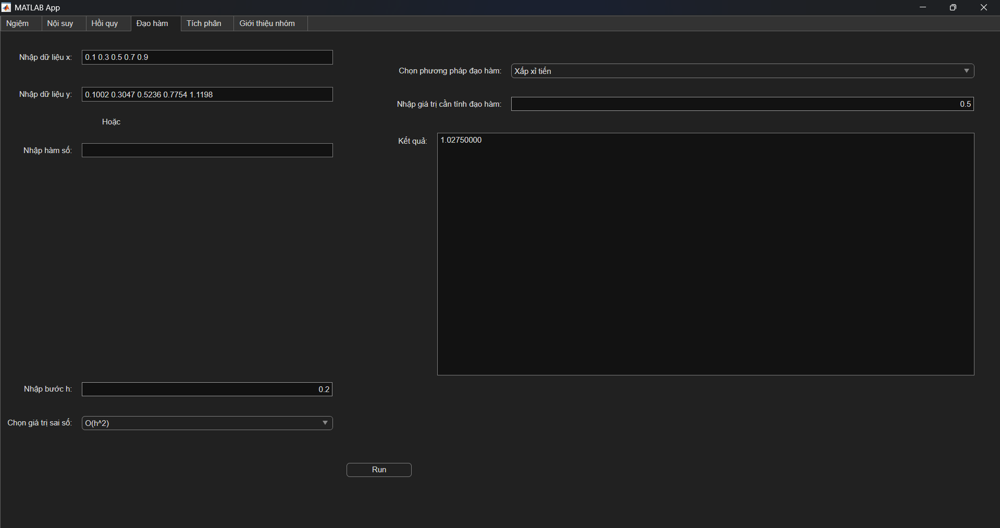 MATLAB App
Ngiệm
Nội suy
Hồi quy
Đạo hàm
Tích phân
Giới thiệu nhóm
Nhập dữ liệu x:
0.1 0.3 0.5 0.7 0.9
Nhập dữ liệu y:
0.1002 0.3047 0.5236 0.7754 1.1198
Hoặc
Nhập hàm số:
Nhập bước h:
0.2
Chọn giá trị sai số:
O(h^2)
Chọn phương pháp đạo hàm:
Xấp xỉ tiến
Nhập giá trị cần tính đạo hàm:
0.5
Kết quả:
1.02750000
Run